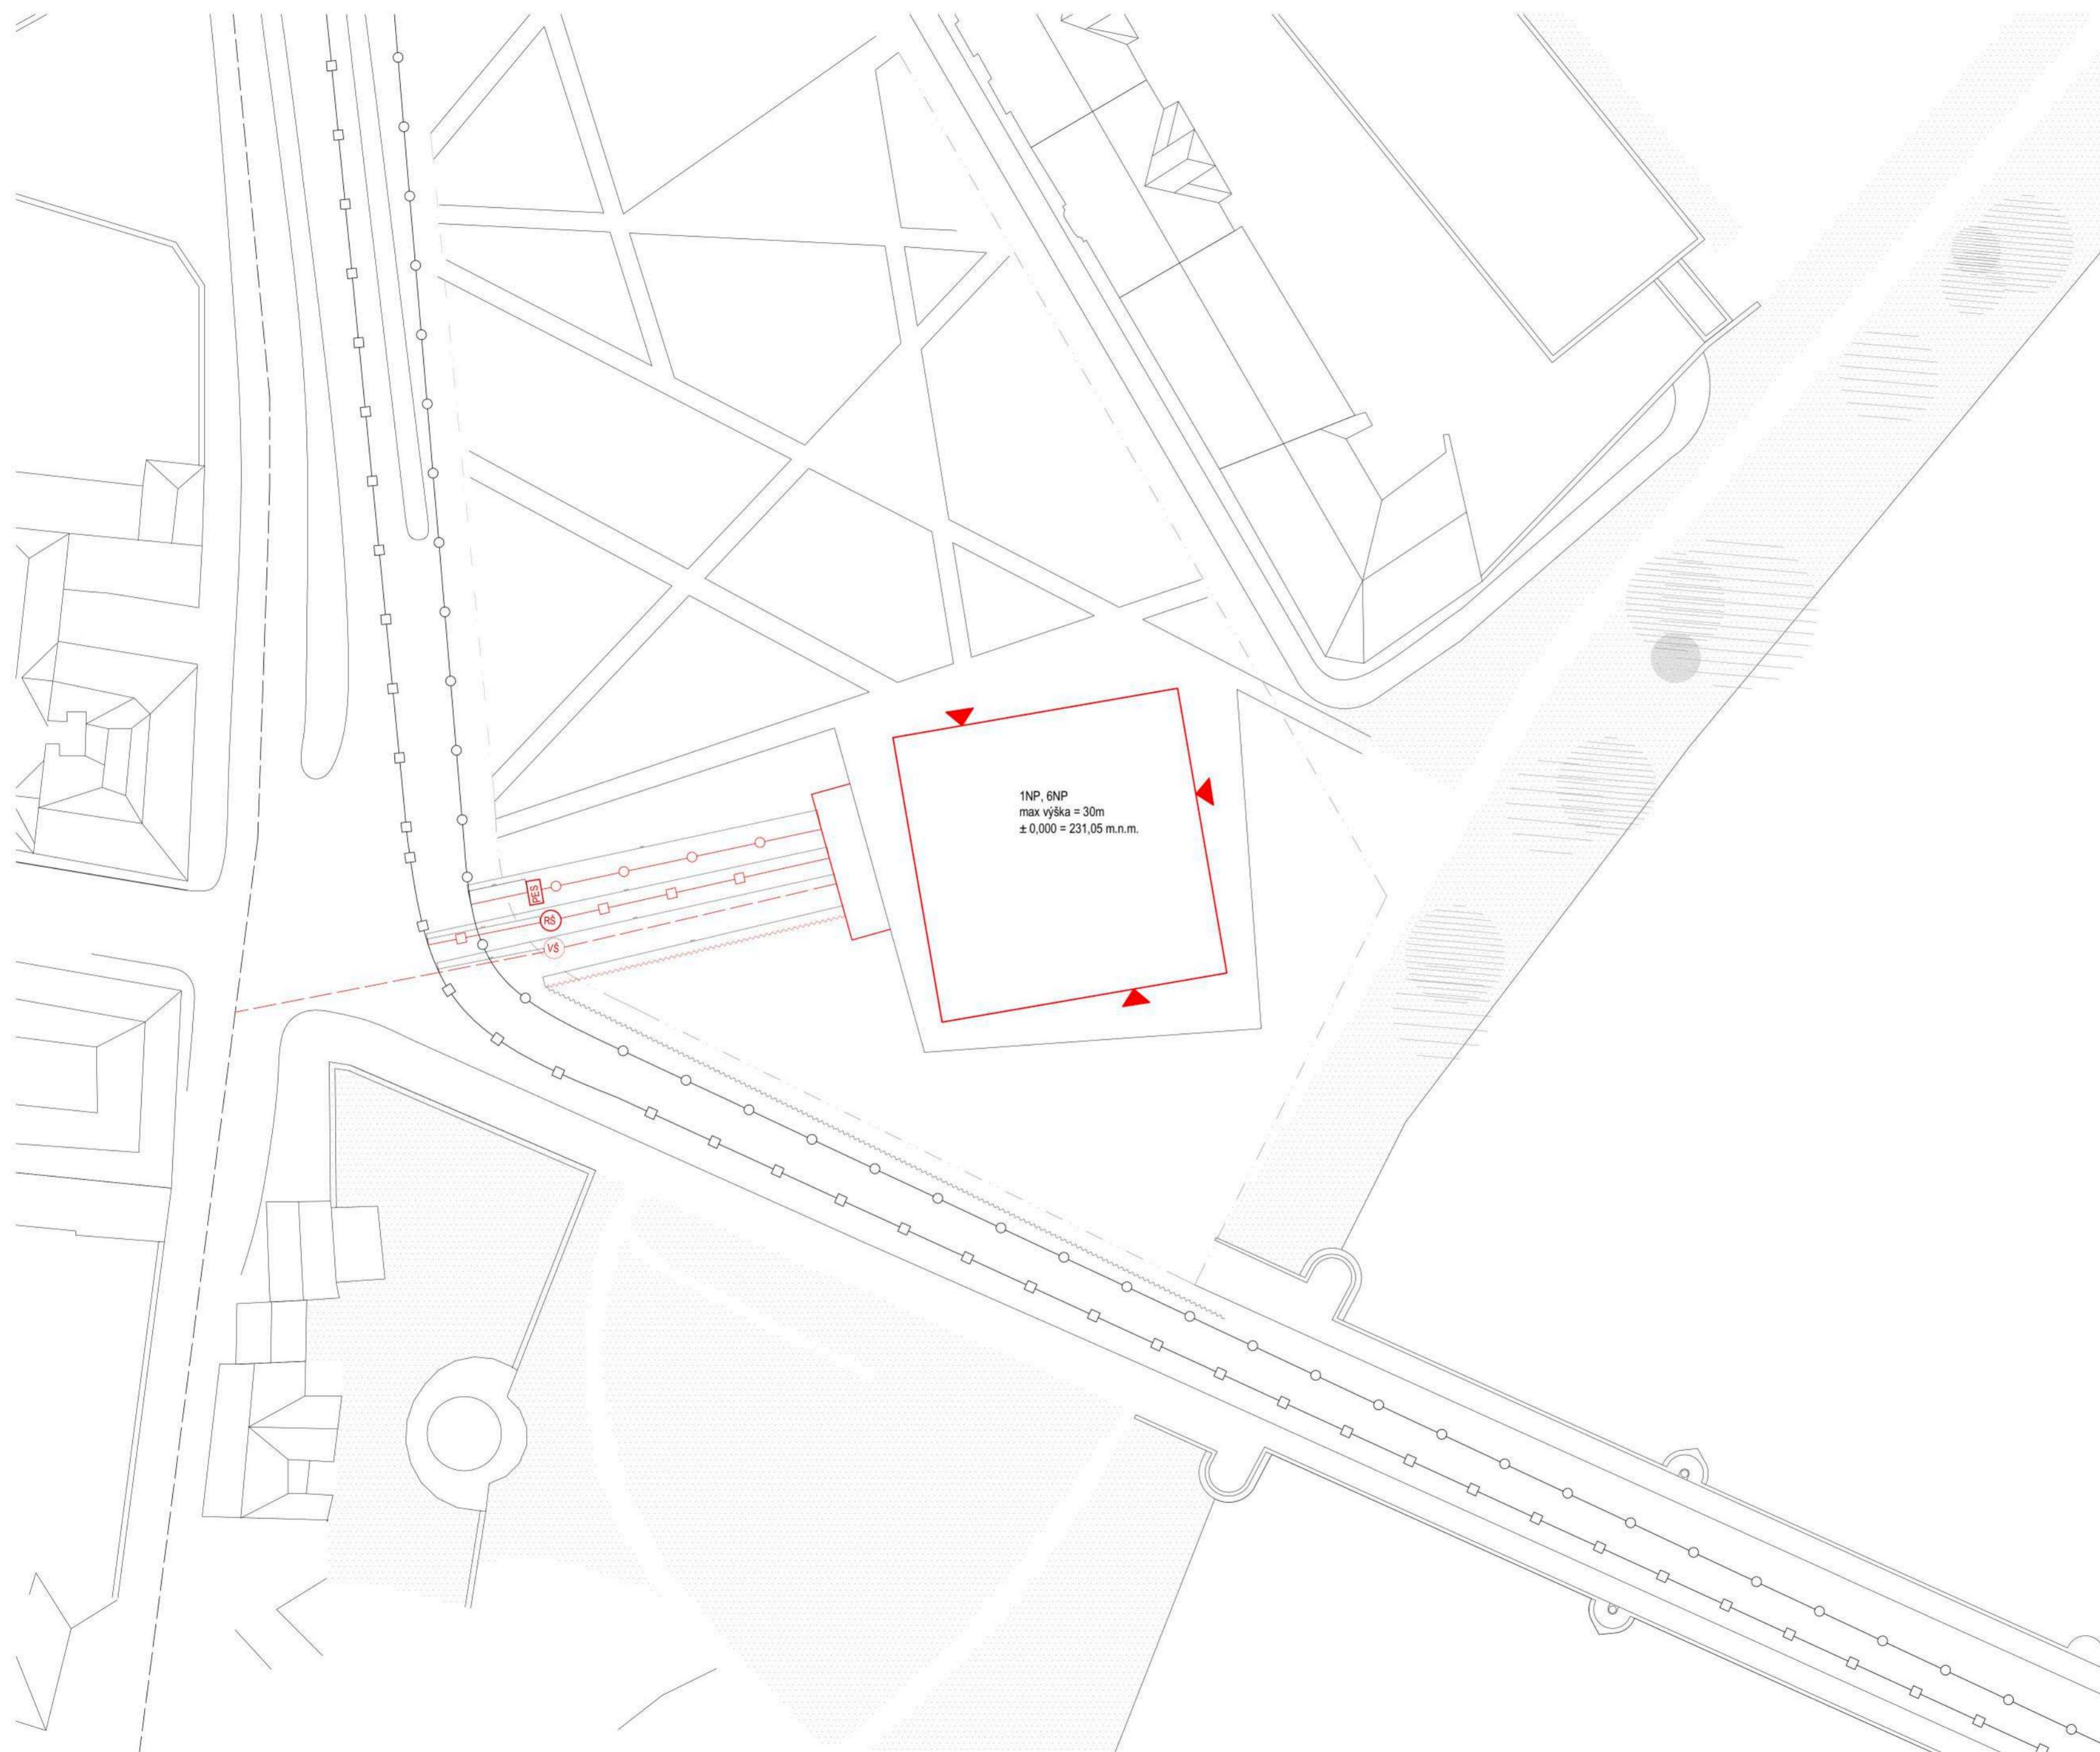 1NP, 6NP
max výška = 30m
± 0,000 = 231,05 m.n.m.
PES
RŠ
VŠ